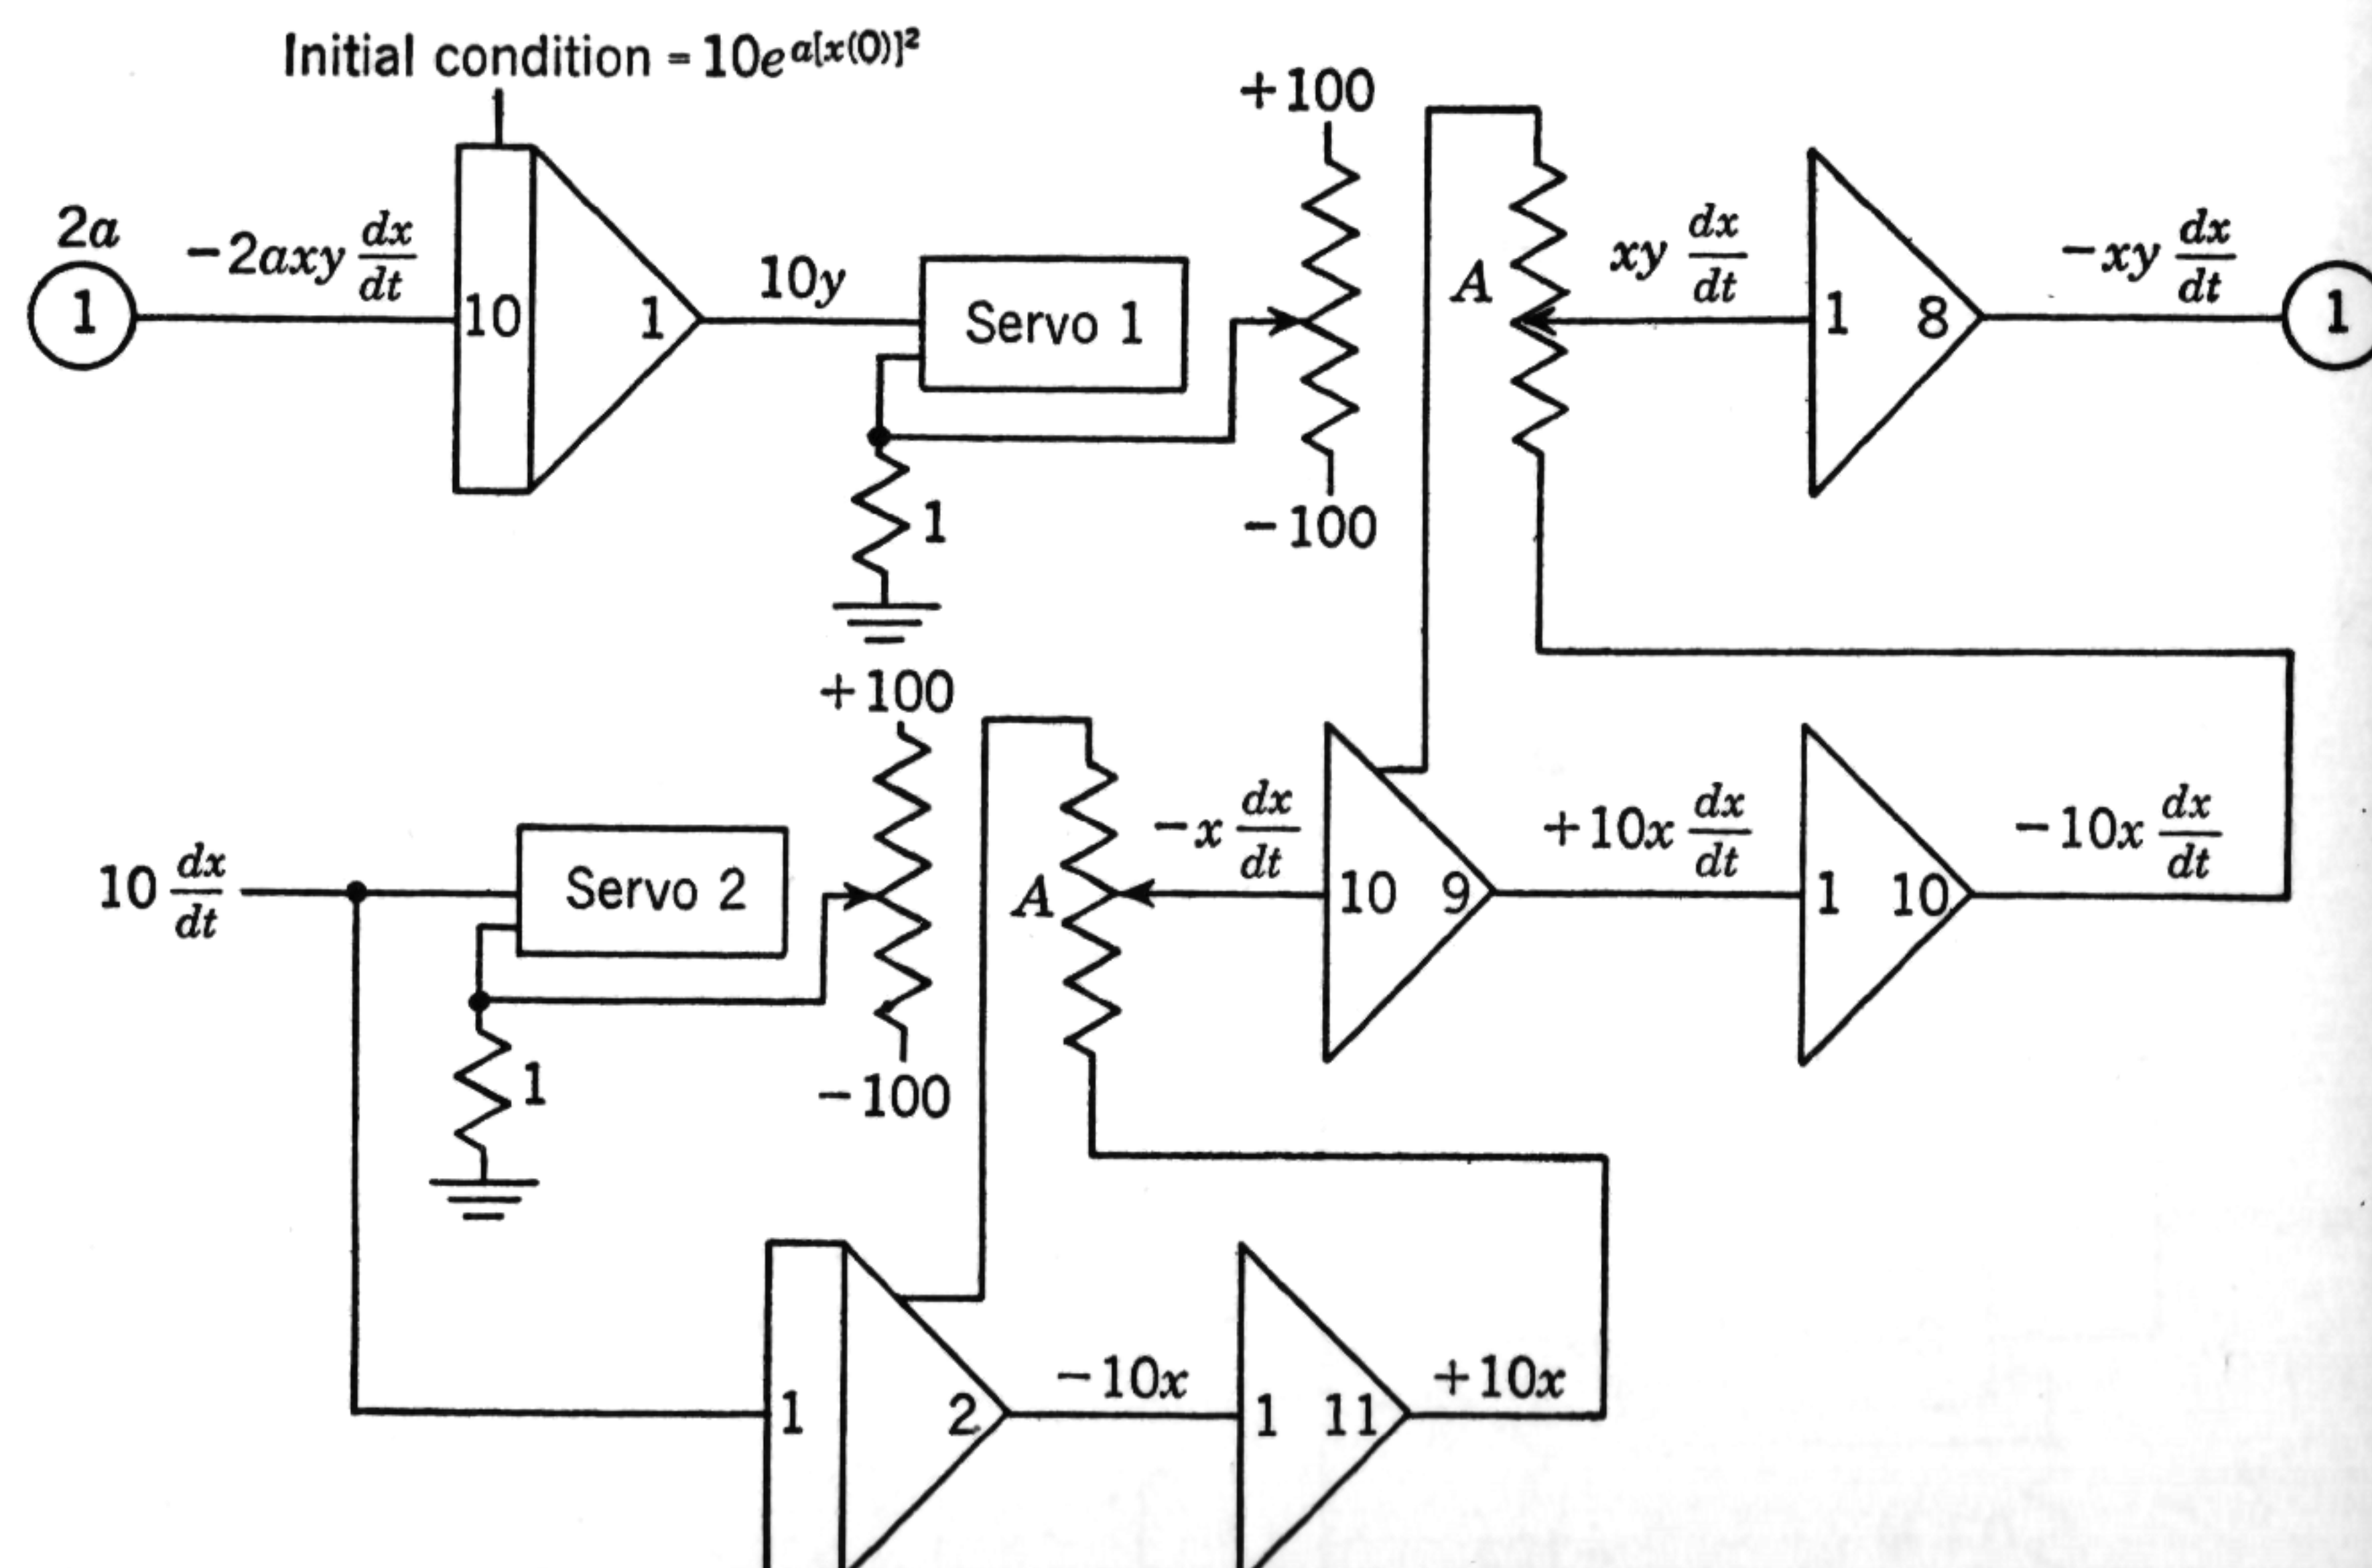 Initial condition = 10e^{a[x(0)]²}
+100
2a
1
−2axy dx/dt
10
1
10y
Servo 1
A
xy dx/dt
1
8
−xy dx/dt
1
1
−100
+100
10 dx/dt
Servo 2
A
−x dx/dt
10
9
+10x dx/dt
1
10
−10x dx/dt
1
−100
1
2
−10x
1
11
+10x